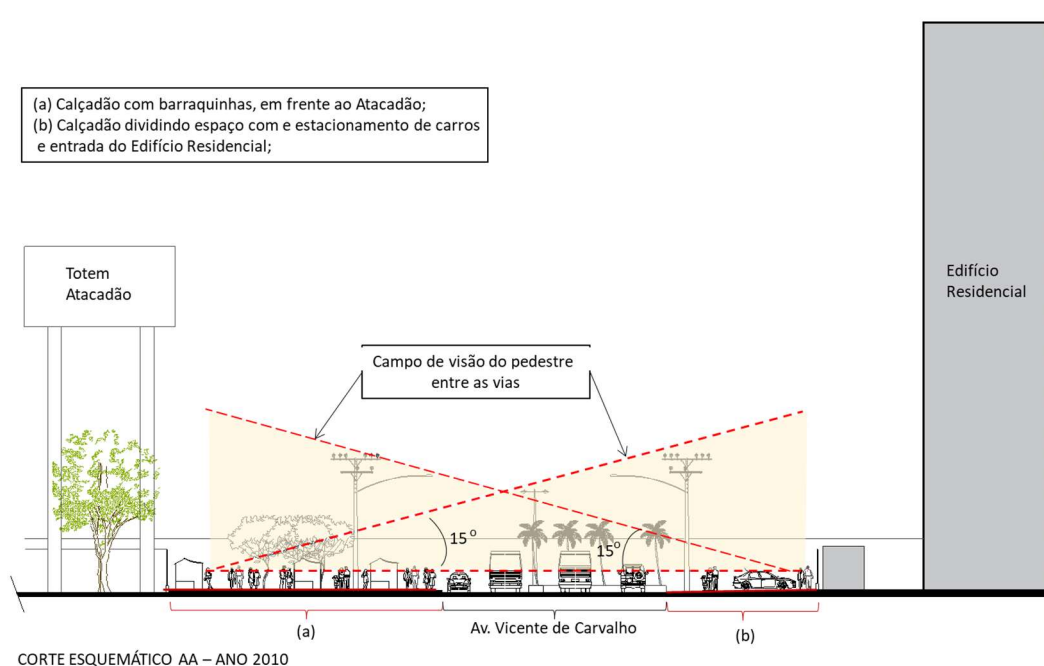 (a) Calçadão com barraquinhas, em frente ao Atacadão;
(b) Calçadão dividindo espaço com e estacionamento de carros
e entrada do Edifício Residencial;
Totem
Atacadão
Edifício
Residencial
Campo de visão do pedestre
entre as vias
15°
15°
(a)
Av. Vicente de Carvalho
(b)
CORTE ESQUEMÁTICO AA – ANO 2010